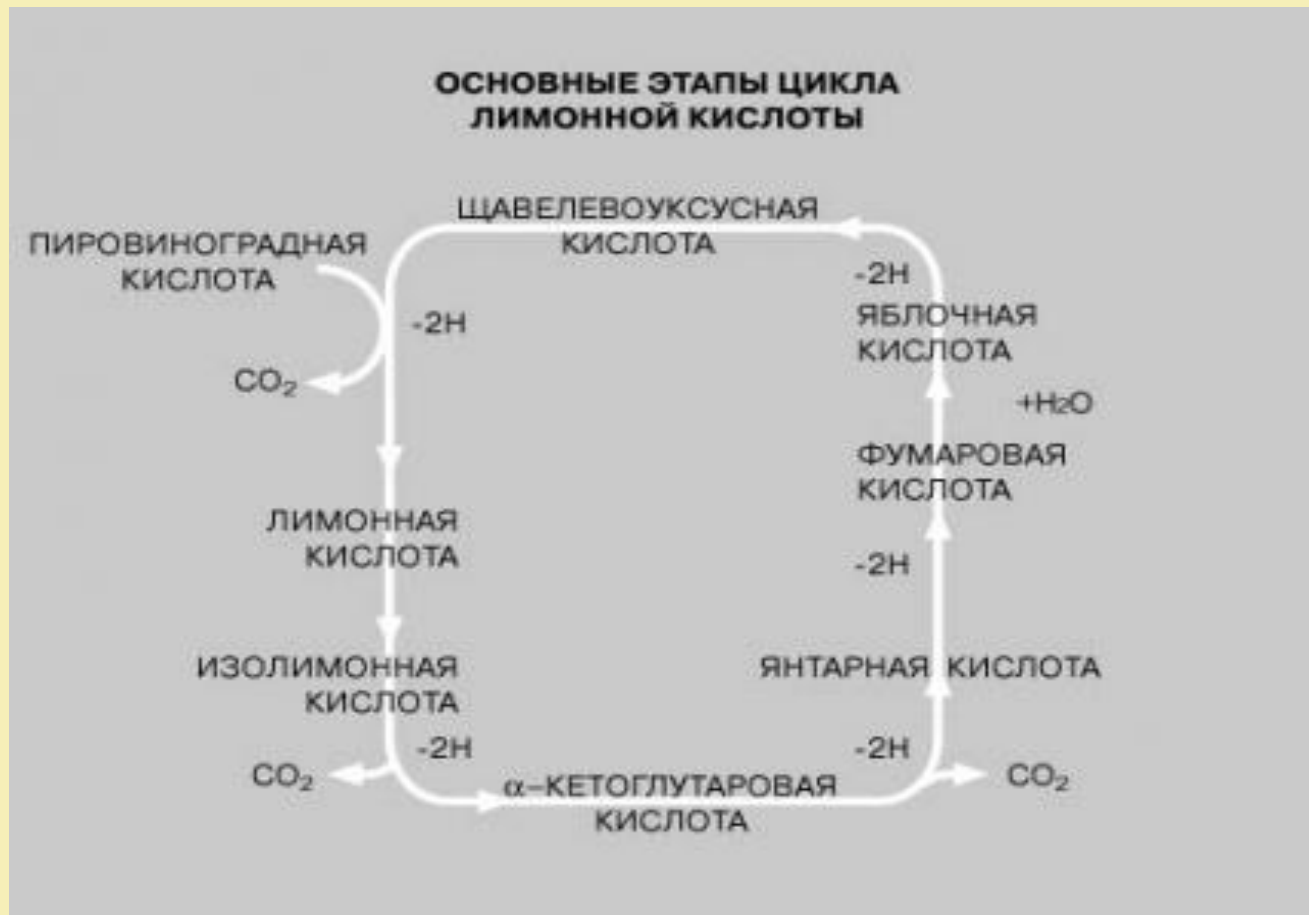 ОСНОВНЫЕ ЭТАПЫ ЦИКЛА
ЛИМОННОЙ КИСЛОТЫ
ЩАВЕЛЕВОУКСУСНАЯ
КИСЛОТА
ПИРОВИНОГРАДНАЯ
КИСЛОТА
-2H
-2H
CO₂
ЯБЛОЧНАЯ
КИСЛОТА
+H₂O
ФУМАРОВАЯ
КИСЛОТА
ЛИМОННАЯ
КИСЛОТА
-2H
ИЗОЛИМОННАЯ
КИСЛОТА
ЯНТАРНАЯ КИСЛОТА
-2H
-2H
CO₂
CO₂
α–КЕТОГЛУТАРОВАЯ
КИСЛОТА